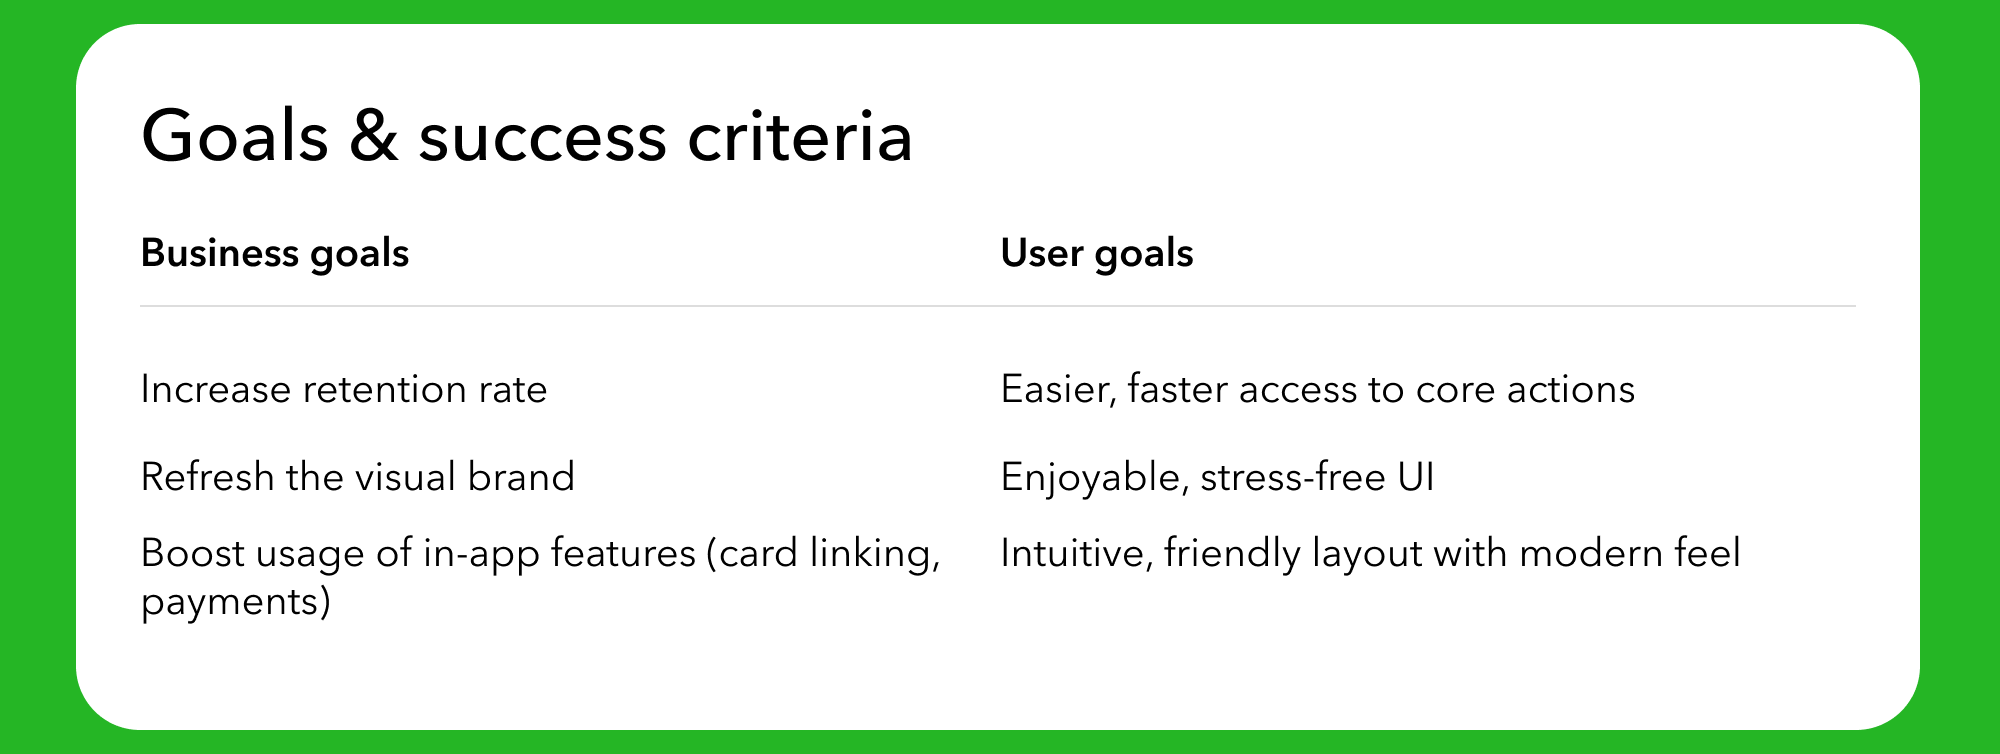 Goals & success criteria
Business goals
User goals
Increase retention rate
Easier, faster access to core actions
Refresh the visual brand
Enjoyable, stress-free UI
Boost usage of in-app features (card linking,
payments)
Intuitive, friendly layout with modern feel